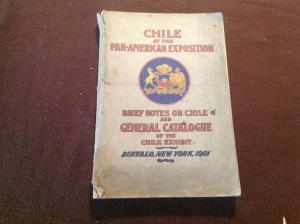 CHILE
AT THE
PAN-AMERICAN EXPOSITION
BRIEF NOTES ON CHILE
AND
GENERAL CATALOGUE
OF THE
CHILE EXHIBIT
BUFFALO, NEW YORK, 1901